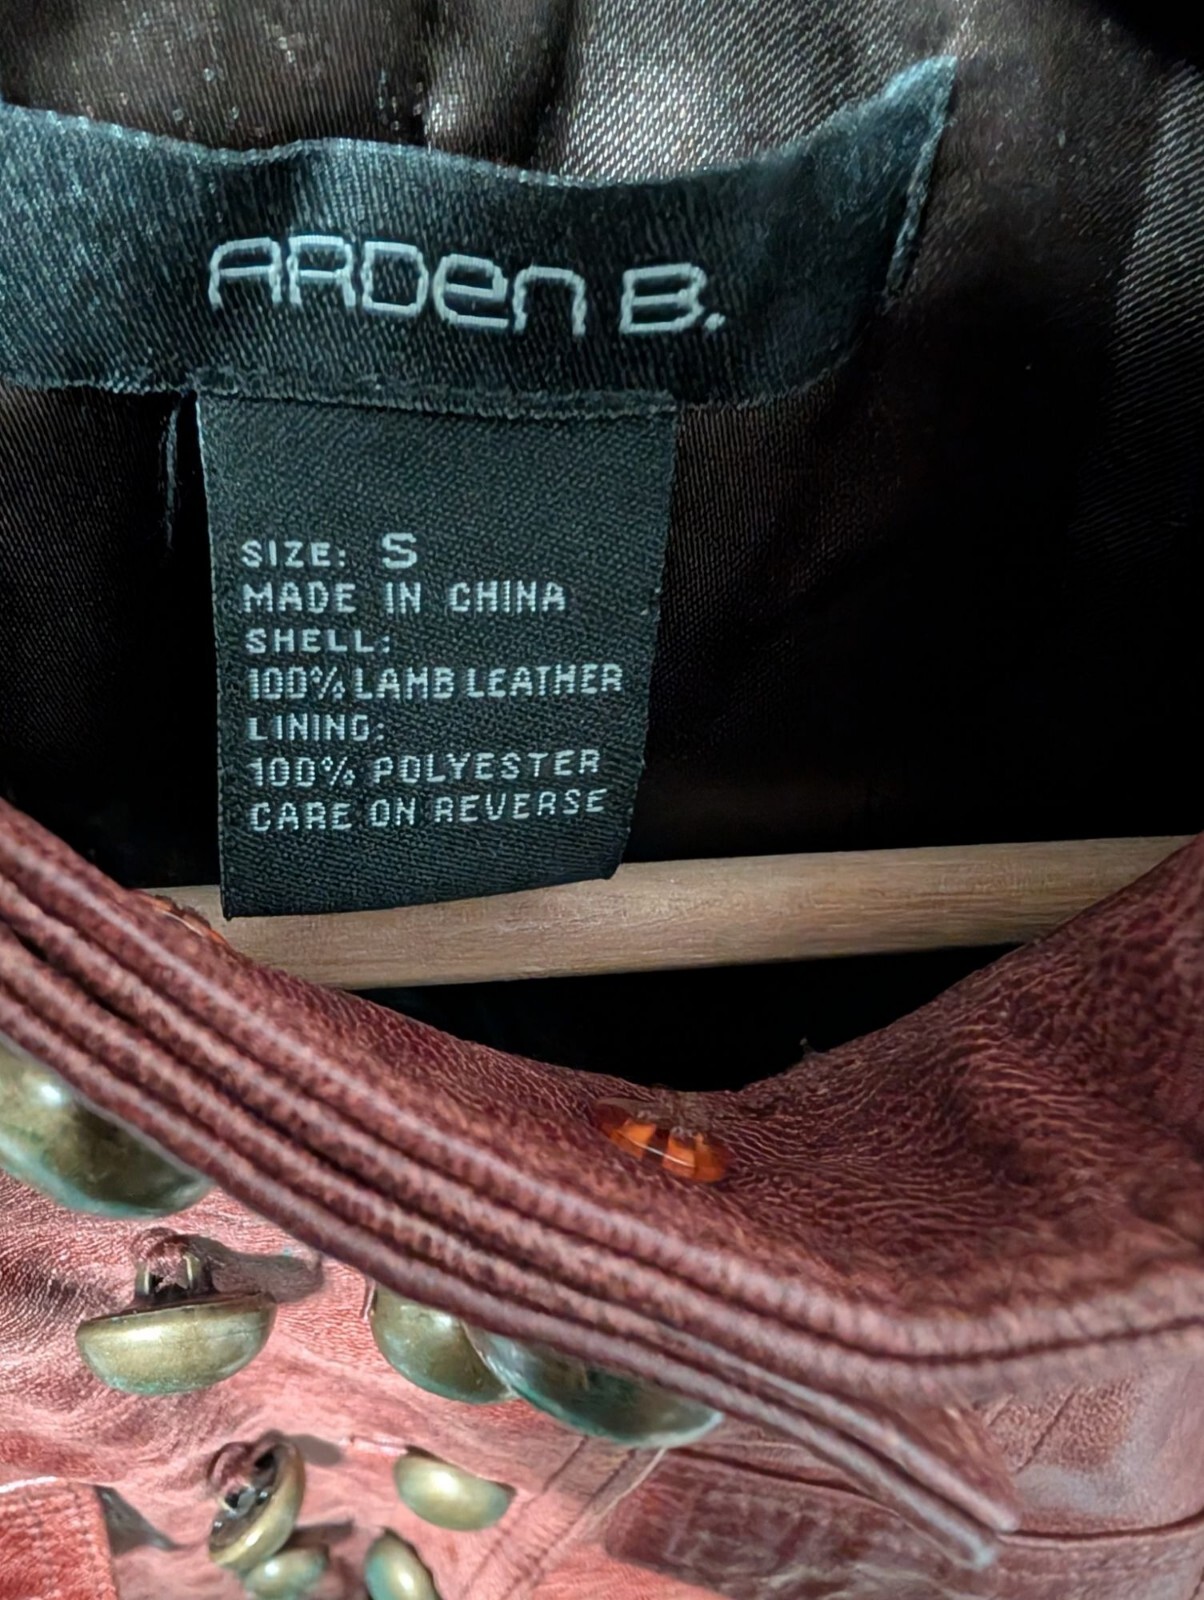 ARDen B.
SIZE: S
MADE IN CHINA
SHELL:
100% LAMB LEATHER
LINING:
100% POLYESTER
CARE ON REVERSE